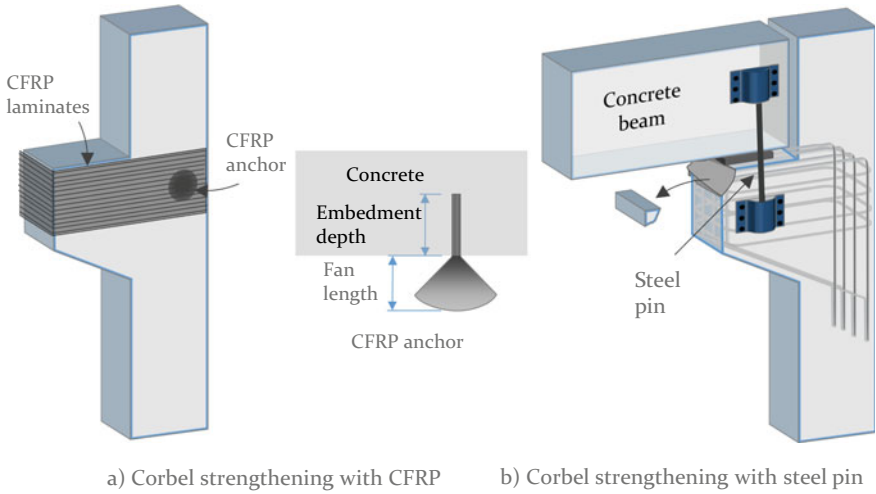 CFRP
laminates
CFRP
anchor
Concrete
Embedment
depth
Fan
length
CFRP anchor
Concrete
beam
Steel
pin
a) Corbel strengthening with CFRP
b) Corbel strengthening with steel pin